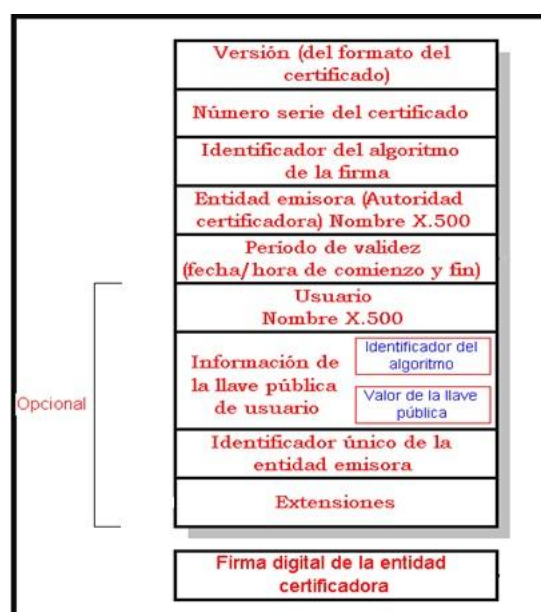 Versión (del formato del
certificado)
Número serie del certificado
Identificador del algoritmo
de la firma
Entidad emisora (Autoridad
certificadora) Nombre X.500
Período de validez
(fecha/hora de comienzo y fin)
Usuario
Nombre X.500
Información de
la llave pública
de usuario
Identificador del
algoritmo
Valor de la llave
pública
Opcional
Identificador único de la
entidad emisora
Extensiones
Firma digital de la entidad
certificadora